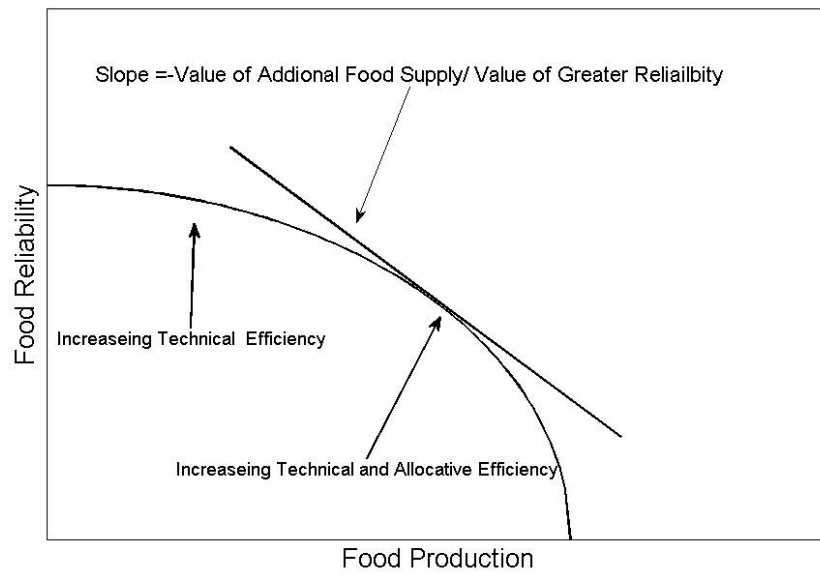 Slope =-Value of Addional Food Supply/ Value of Greater Reliailbity
Food Reliability
Increaseing Technical Efficiency
Increaseing Technical and Allocative Efficiency
Food Production